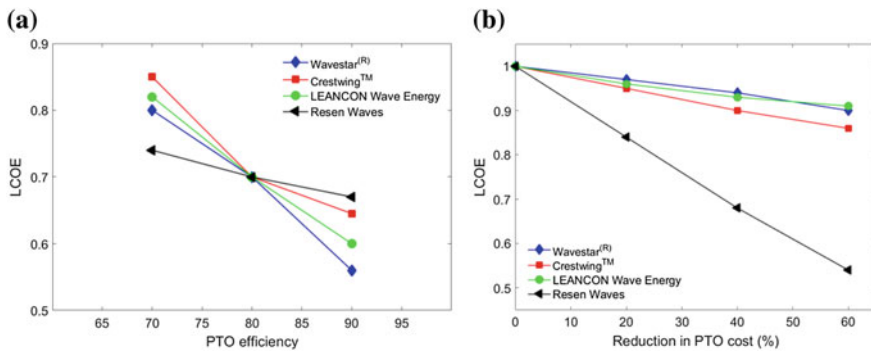 (a)
0.9
0.8
0.7
0.6
0.5
LCOE
65
70
75
80
85
90
95
PTO efficiency
Wavestar(R)
Crestwing™
LEANCON Wave Energy
Resen Waves
(b)
1
0.9
0.8
0.7
0.6
0.5
LCOE
0
10
20
30
40
50
60
Reduction in PTO cost (%)
Wavestar(R)
Crestwing™
LEANCON Wave Energy
Resen Waves